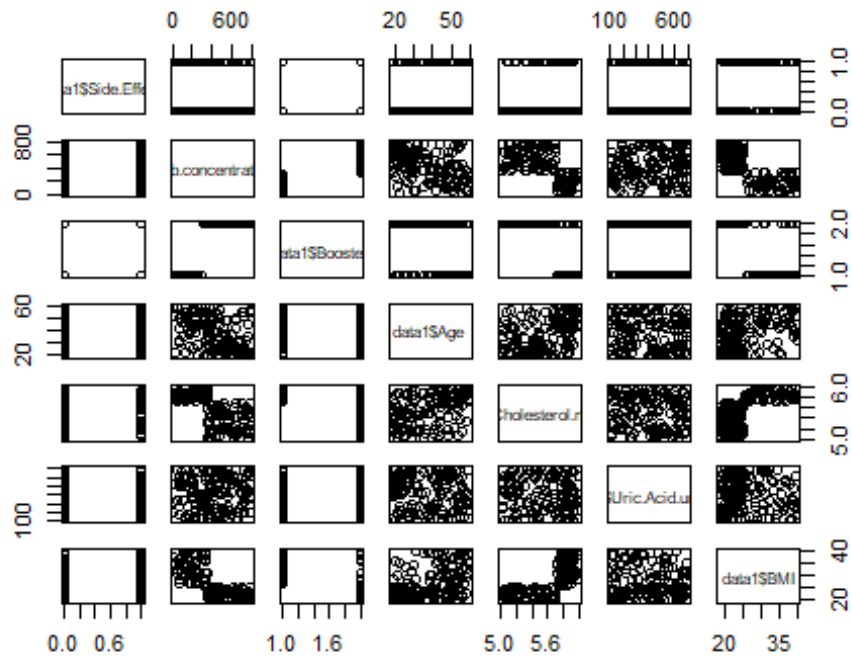 0 600 20 50 100 600
a1$Side.Effe
0.0 1.0
0 800
b.concentrat
ata1$Booste
1.0 2.0
20 60
data1$Age
Cholesterol.r
5.0 6.0
100
$Uric.Acid.u
data1$BMI
20 40
0.0 0.6 1.0 1.6 5.0 5.6 20 35